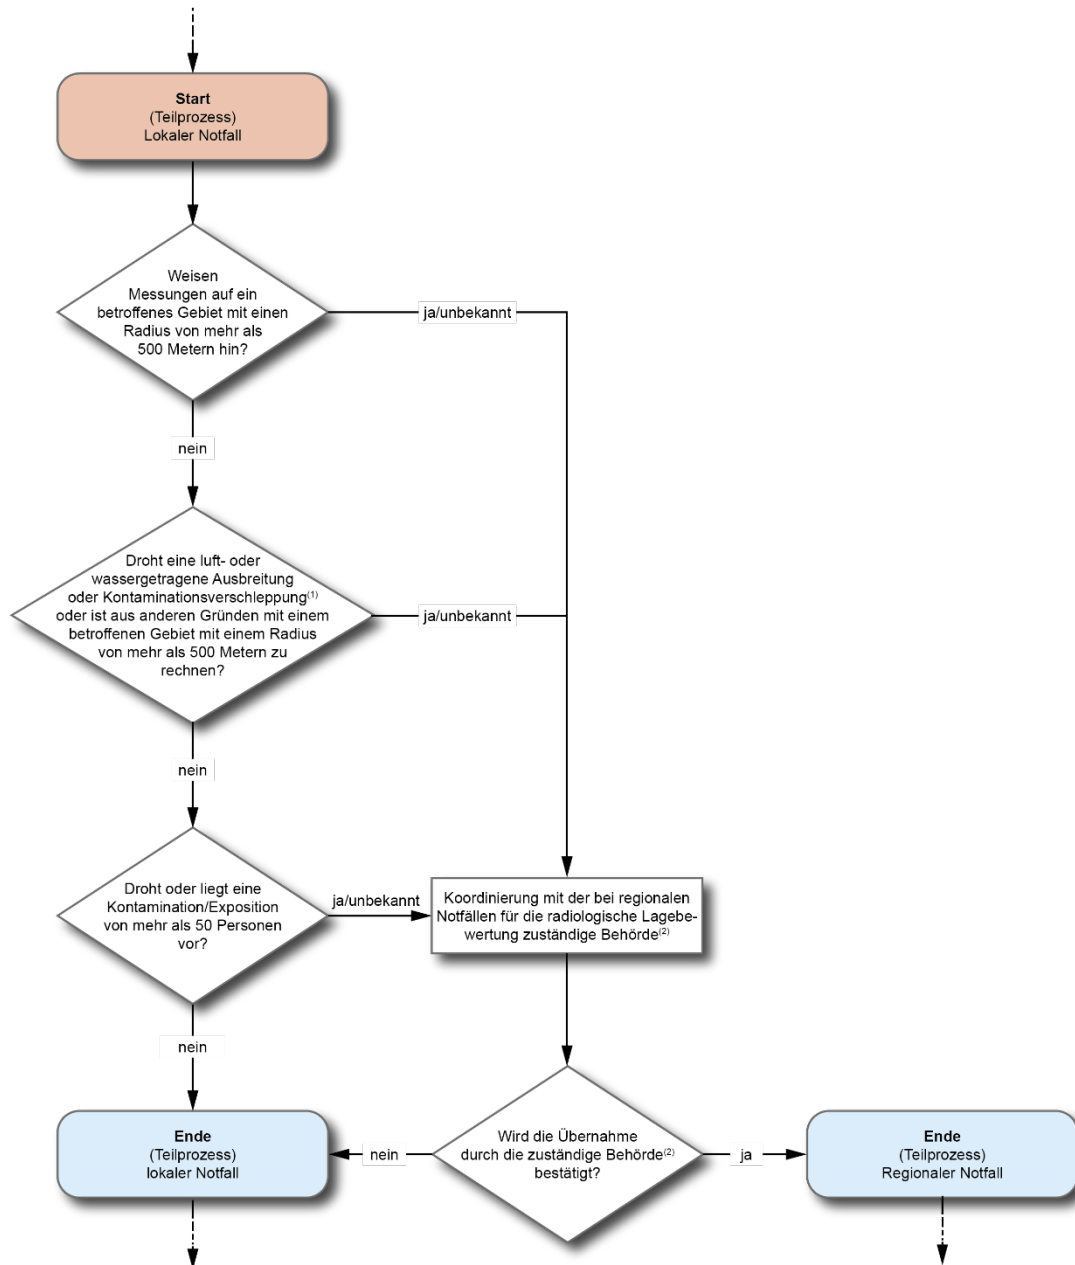 Start
(Teilprozess)
Lokaler Notfall
Weisen
Messungen auf ein
betroffenes Gebiet mit einen
Radius von mehr als
500 Metern hin?
ja/unbekannt
nein
Droht eine luft- oder
wassergetragene Ausbreitung
oder Kontaminationsverschleppung(1)
oder ist aus anderen Gründen mit einem
betroffenen Gebiet mit einem Radius
von mehr als 500 Metern zu
rechnen?
ja/unbekannt
nein
Droht oder liegt eine
Kontamination/Exposition
von mehr als 50 Personen
vor?
ja/unbekannt
Koordinierung mit der bei regionalen
Notfällen für die radiologische Lagebe-
wertung zuständige Behörde(2)
nein
Ende
(Teilprozess)
lokaler Notfall
nein
Wird die Übernahme
durch die zuständige Behörde(2)
bestätigt?
ja
Ende
(Teilprozess)
Regionaler Notfall